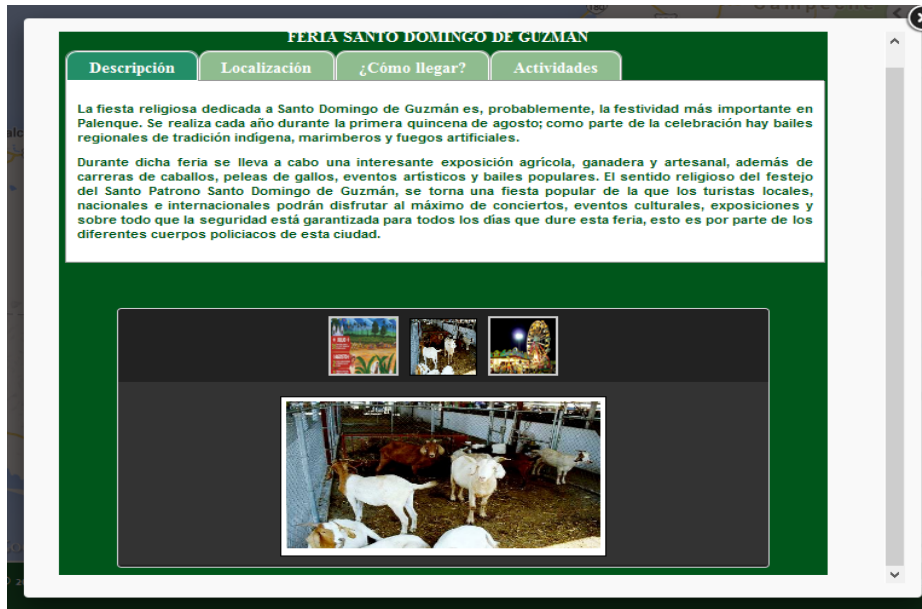 FERIA SANTO DOMINGO DE GUZMAN
Descripción
Localización
¿Cómo llegar?
Actividades
La fiesta religiosa dedicada a Santo Domingo de Guzmán es, probablemente, la festividad más importante en
Palenque. Se realiza cada año durante la primera quincena de agosto; como parte de la celebración hay bailes
regionales de tradición indígena, marimberos y fuegos artificiales.
Durante dicha feria se lleva a cabo una interesante exposición agrícola, ganadera y artesanal, además de
carreras de caballos, peleas de gallos, eventos artísticos y bailes populares. El sentido religioso del festejo
del Santo Patrono Santo Domingo de Guzmán, se torna una fiesta popular de la que los turistas locales,
nacionales e internacionales podrán disfrutar al máximo de conciertos, eventos culturales, exposiciones y
sobre todo que la seguridad está garantizada para todos los días que dure esta feria, esto es por parte de los
diferentes cuerpos policiacos de esta ciudad.